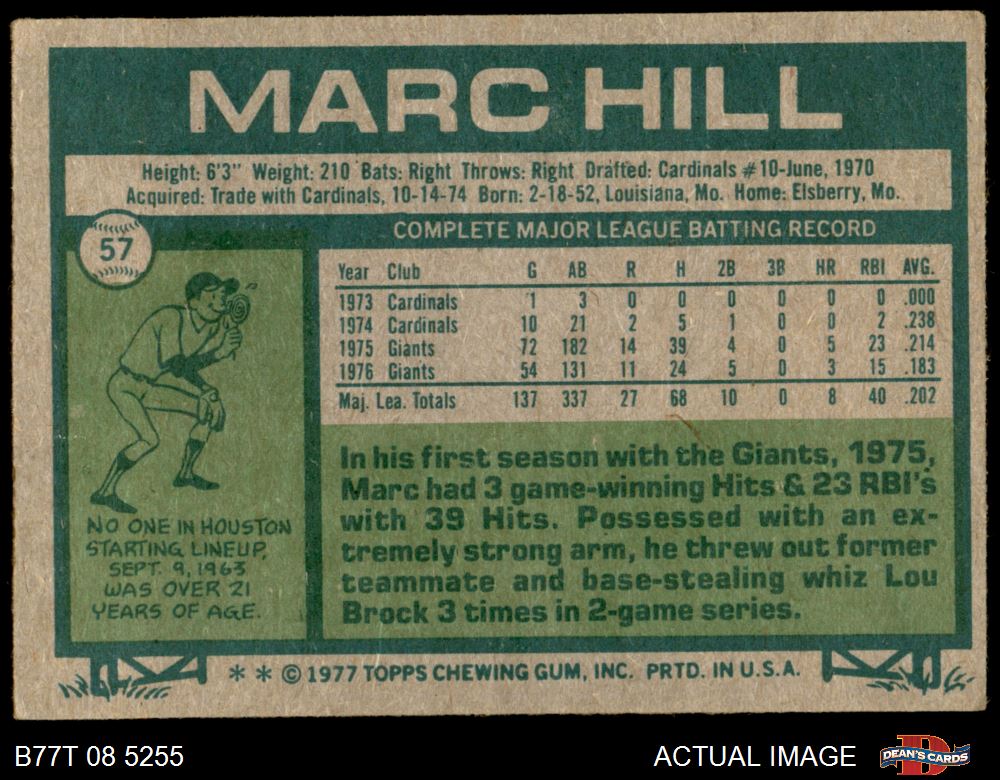 MARC HILL
Height: 6'3" Weight: 210 Bats: Right Throws: Right Drafted: Cardinals #10-June, 1970
Acquired: Trade with Cardinals, 10-14-74 Born: 2-18-52, Louisiana, Mo. Home: Elsberry, Mo.
57
COMPLETE MAJOR LEAGUE BATTING RECORD
Year Club G AB R H 2B 3B HR RBI AVG.
1973 Cardinals 1 3 0 0 0 0 0 0 .000
1974 Cardinals 10 21 2 5 1 0 0 2 .238
1975 Giants 72 182 14 39 4 0 5 23 .214
1976 Giants 54 131 11 24 5 0 3 15 .183
Maj. Lea. Totals 137 337 27 68 10 0 8 40 .202
NO ONE IN HOUSTON
STARTING LINEUP,
SEPT. 9, 1963
WAS OVER 21
YEARS OF AGE.
In his first season with the Giants, 1975,
Marc had 3 game-winning Hits & 23 RBI's
with 39 Hits. Possessed with an ex-
tremely strong arm, he threw out former
teammate and base-stealing whiz Lou
Brock 3 times in 2-game series.
* * © 1977 TOPPS CHEWING GUM, INC. PRTD. IN U.S.A.
B77T 08 5255
ACTUAL IMAGE
DEAN'S CARDS